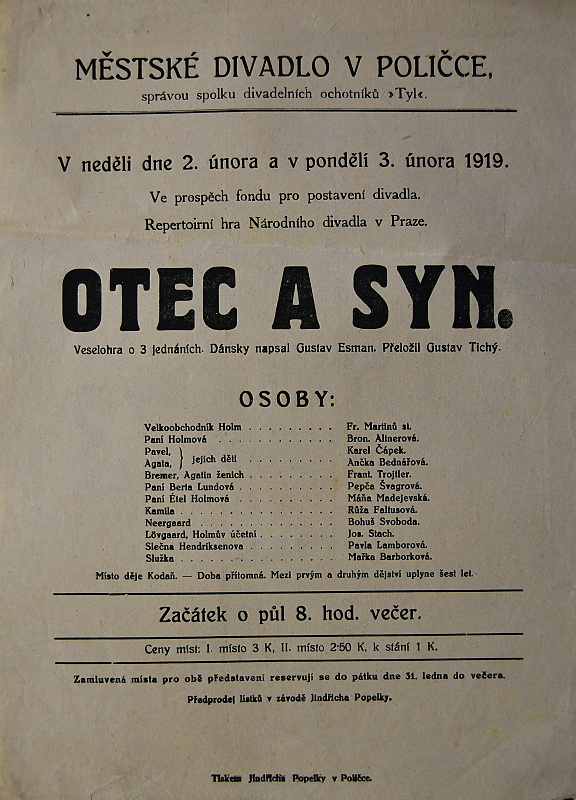 MĚSTSKÉ DIVADLO V POLIČCE,
správou spolku divadelních ochotníků »Tyl«.
V neděli dne 2. února a v pondělí 3. února 1919.
Ve prospěch fondu pro postavení divadla.
Repertoirní hra Národního divadla v Praze.
OTEC A SYN.
Veselohra o 3 jednáních. Dánsky napsal Gustav Esman. Přeložil Gustav Tichý.
OSOBY:
Velkoobchodník Holm . . . . . . . . . Fr. Martinů st.
Paní Holmová . . . . . . . . . . . . Bron. Alinerová.
Pavel, } jejich děti . . . . . . . . . Karel Čápek.
Agata, } Ančka Bednářová.
Bremer, Agatin ženich . . . . . . . . . Frant. Trojtler.
Paní Berta Lundová . . . . . . . . . . Pepča Švagrová.
Paní Étel Holmová . . . . . . . . . . Máňa Madejevská.
Kamila . . . . . . . . . . . . . . . Růža Faltusová.
Neergaard . . . . . . . . . . . . . . Bohuš Svoboda.
Lövgaard, Holmův účetní . . . . . . . . Jos. Stach.
Slečna Hendriksenova . . . . . . . . . Pavla Lamborová.
Služka . . . . . . . . . . . . . . . Mařka Barborková.
Místo děje Kodaň. — Doba přítomná. Mezi prvým a druhým dějství uplyne šest let.
Začátek o půl 8. hod. večer.
Ceny míst: I. místo 3 K, II. místo 2·50 K, k stání 1 K.
Zamluvená místa pro obě představení reservují se do pátku dne 31. ledna do večera.
Předprodej lístků v závodě Jindřicha Popelky.
Tiskem Jindřicha Popelky v Poličce.